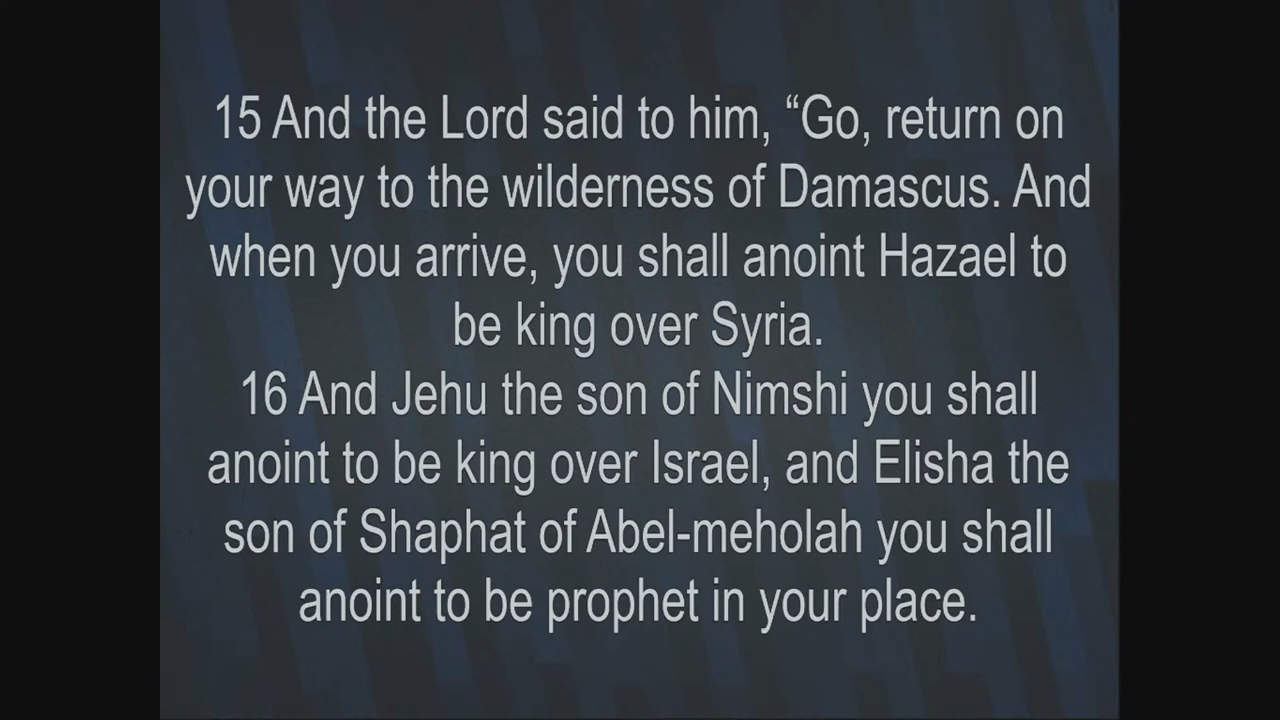 15 And the Lord said to him, “Go, return on
your way to the wilderness of Damascus. And
when you arrive, you shall anoint Hazael to
be king over Syria.
16 And Jehu the son of Nimshi you shall
anoint to be king over Israel, and Elisha the
son of Shaphat of Abel-meholah you shall
anoint to be prophet in your place.